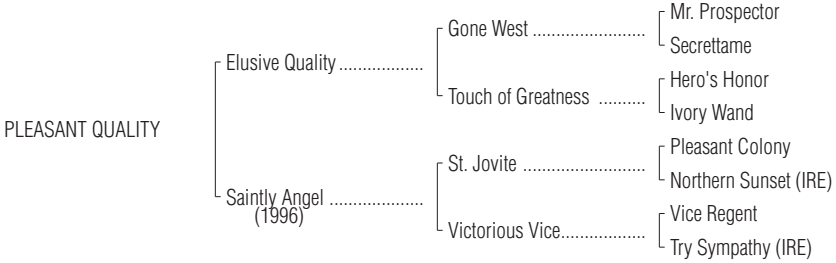 Mr. Prospector
Gone West ........................
Secrettame
Elusive Quality..................
Hero's Honor
Touch of Greatness ..........
Ivory Wand
PLEASANT QUALITY
Pleasant Colony
St. Jovite ..........................
Northern Sunset (IRE)
Saintly Angel ....................
(1996)
Vice Regent
Victorious Vice..................
Try Sympathy (IRE)